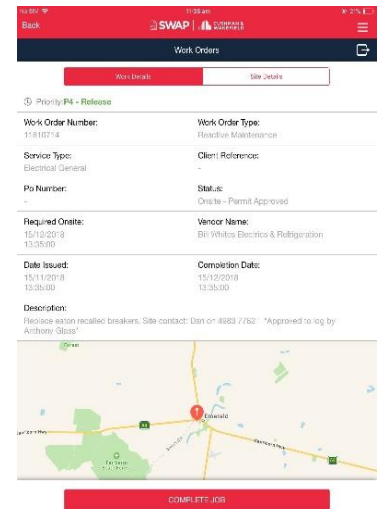 11:35 am
21%
Back
SWAP | CUSHMAN & WAKEFIELD
Work Orders
Work Details
Site Details
Priority:P4 - Release
Work Order Number:
Work Order Type:
11810714
Reactive Maintenance
Service Type:
Client Reference:
Electrical General
-
Po Number:
Status:
-
Onsite - Permit Approved
Required Onsite:
Vendor Name:
15/12/2018
Bill Whites Electrics & Refrigeration
13:35:00
Date Issued:
Completion Date:
15/11/2018
15/12/2018
13:35:00
13:35:00
Description:
Replace eaton recalled breakers. Site contact: Dan on 4983 7762 *Approved to log by
Anthony Glass*
Emerald
COMPLETE JOB